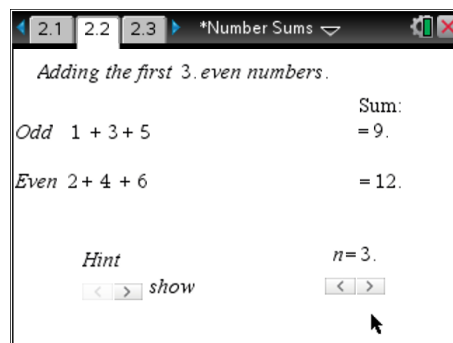 2.1 2.2 2.3 *Number Sums
Adding the first 3. even numbers.
Sum:
Odd 1 + 3 + 5 = 9.
Even 2 + 4 + 6 = 12.
Hint n= 3.
< > show < >